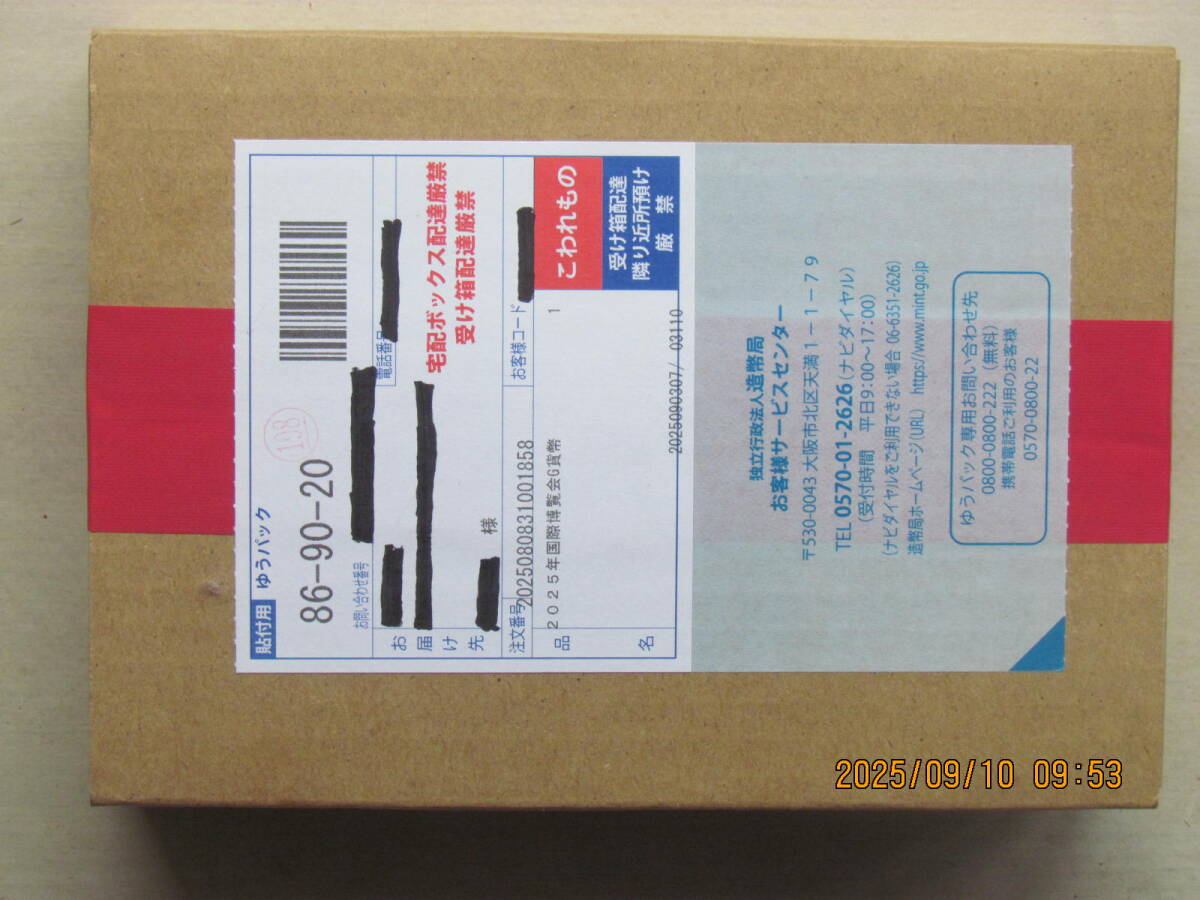 貼付用 ゆうパック
86-90-20
108
お問い合わせ番号
電話番号
お届け先
様
宅配ボックス配達厳禁
受け箱配達厳禁
注文番号 2025080831001858
お客様コード
品名
2025年国際博覧会G貨幣 1
こわれもの
受け箱配達
隣り近所預け
厳 禁
2025090307/ 03110
独立行政法人造幣局
お客様サービスセンター
〒530-0043 大阪市北区天満1-1-79
TEL 0570-01-2626(ナビダイヤル)
(受付時間 平日9:00~17:00)
(ナビダイヤルをご利用できない場合 06-6351-2626)
造幣局ホームページ(URL) https://www.mint.go.jp
ゆうパック専用お問い合わせ先
0800-0800-222(無料)
携帯電話ご利用のお客様
0570-0800-22
2025/09/10 09:53